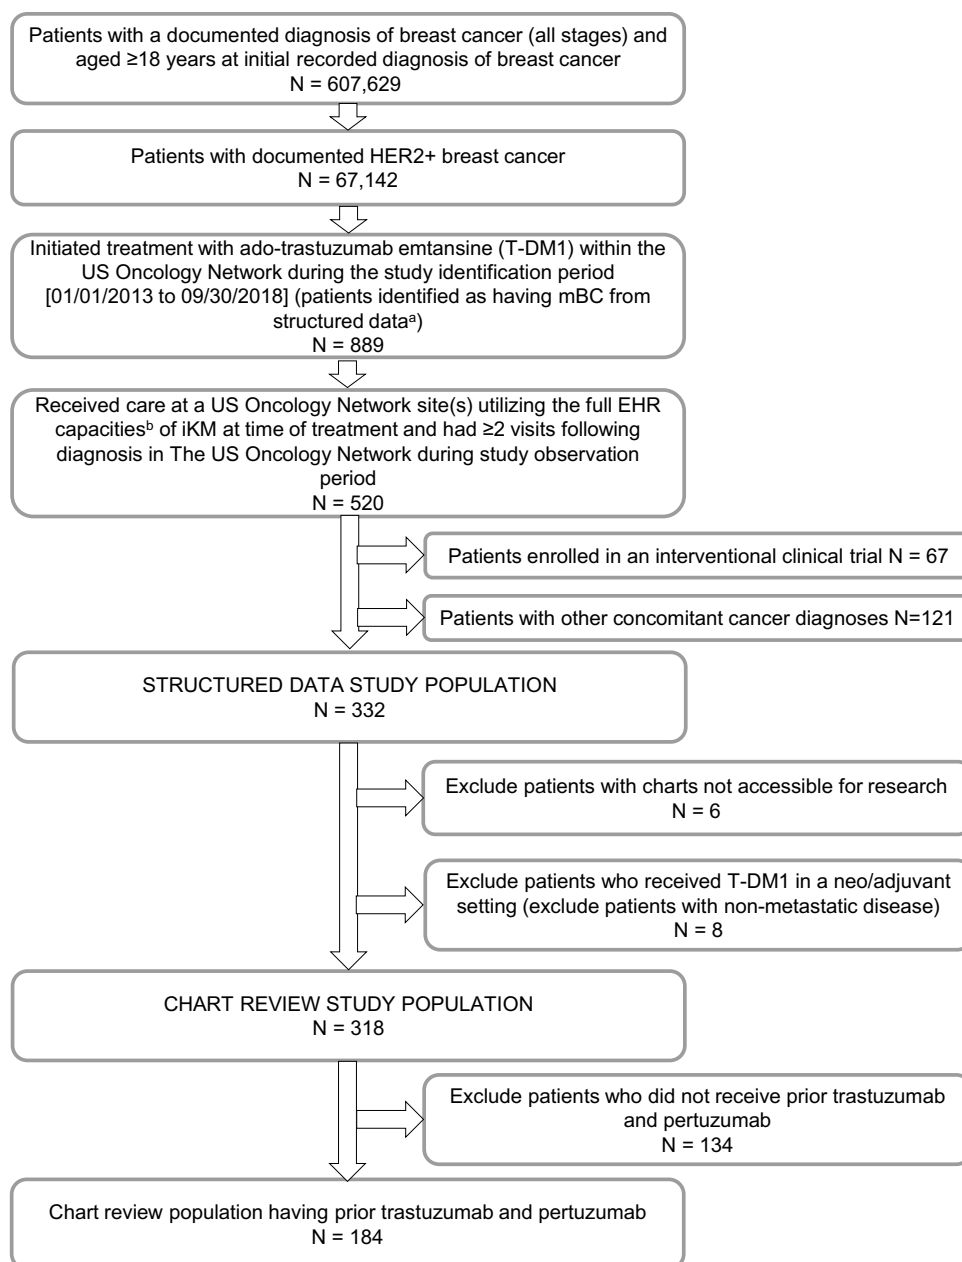 Patients with a documented diagnosis of breast cancer (all stages) and
aged ≥18 years at initial recorded diagnosis of breast cancer
N = 607,629
Patients with documented HER2+ breast cancer
N = 67,142
Initiated treatment with ado-trastuzumab emtansine (T-DM1) within the
US Oncology Network during the study identification period
[01/01/2013 to 09/30/2018] (patients identified as having mBC from
structured dataᵃ)
N = 889
Received care at a US Oncology Network site(s) utilizing the full EHR
capacitiesᵇ of iKM at time of treatment and had ≥2 visits following
diagnosis in The US Oncology Network during study observation
period
N = 520
Patients enrolled in an interventional clinical trial N = 67
Patients with other concomitant cancer diagnoses N=121
STRUCTURED DATA STUDY POPULATION
N = 332
Exclude patients with charts not accessible for research
N = 6
Exclude patients who received T-DM1 in a neo/adjuvant
setting (exclude patients with non-metastatic disease)
N = 8
CHART REVIEW STUDY POPULATION
N = 318
Exclude patients who did not receive prior trastuzumab
and pertuzumab
N = 134
Chart review population having prior trastuzumab and pertuzumab
N = 184